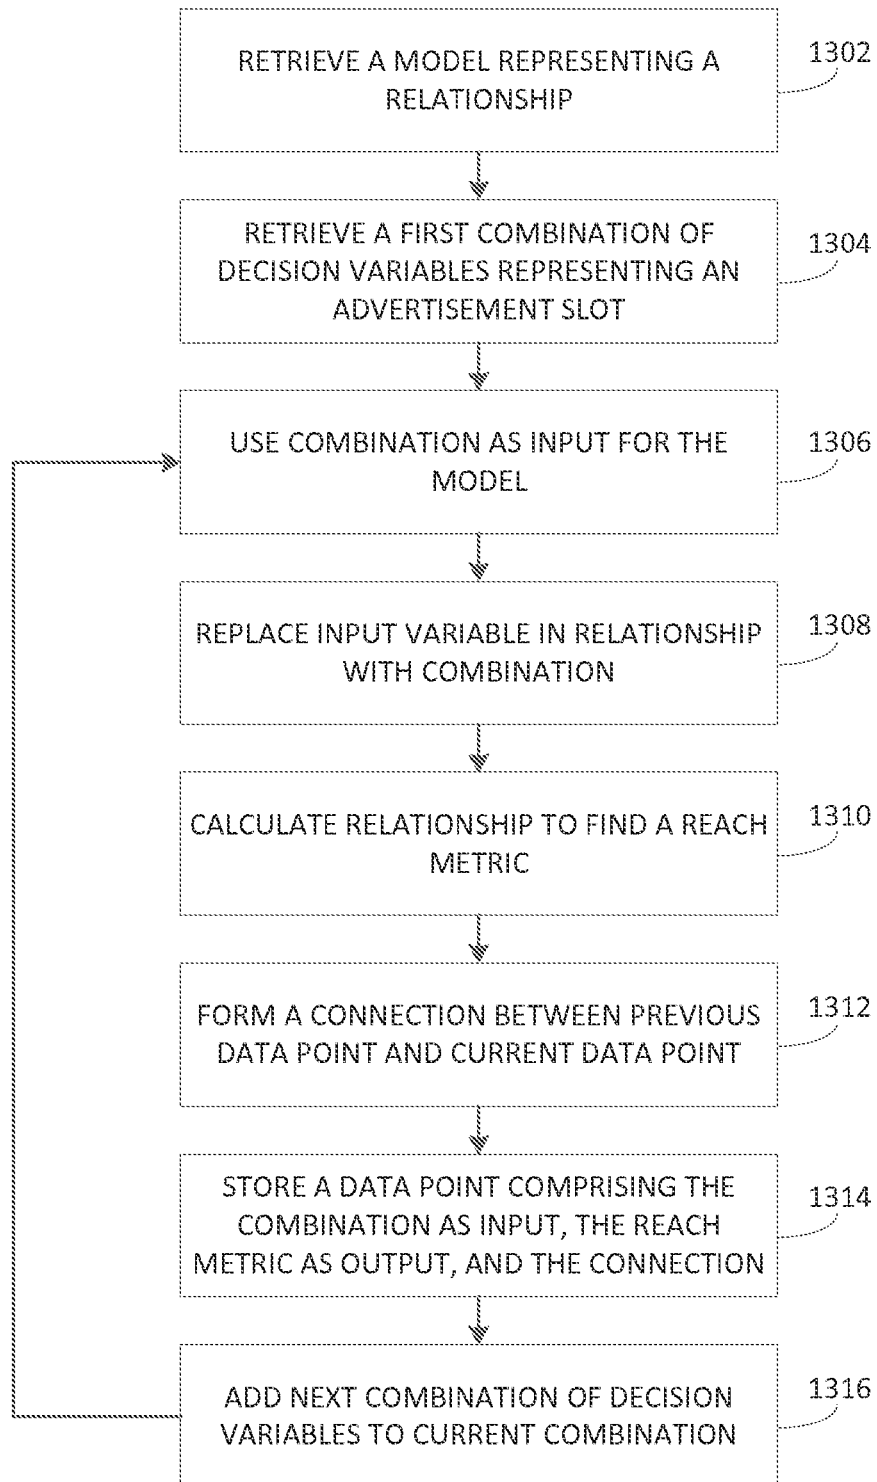 RETRIEVE A MODEL REPRESENTING A
RELATIONSHIP
1302
RETRIEVE A FIRST COMBINATION OF
DECISION VARIABLES REPRESENTING AN
ADVERTISEMENT SLOT
1304
USE COMBINATION AS INPUT FOR THE
MODEL
1306
REPLACE INPUT VARIABLE IN RELATIONSHIP
WITH COMBINATION
1308
CALCULATE RELATIONSHIP TO FIND A REACH
METRIC
1310
FORM A CONNECTION BETWEEN PREVIOUS
DATA POINT AND CURRENT DATA POINT
1312
STORE A DATA POINT COMPRISING THE
COMBINATION AS INPUT, THE REACH
METRIC AS OUTPUT, AND THE CONNECTION
1314
ADD NEXT COMBINATION OF DECISION
VARIABLES TO CURRENT COMBINATION
1316